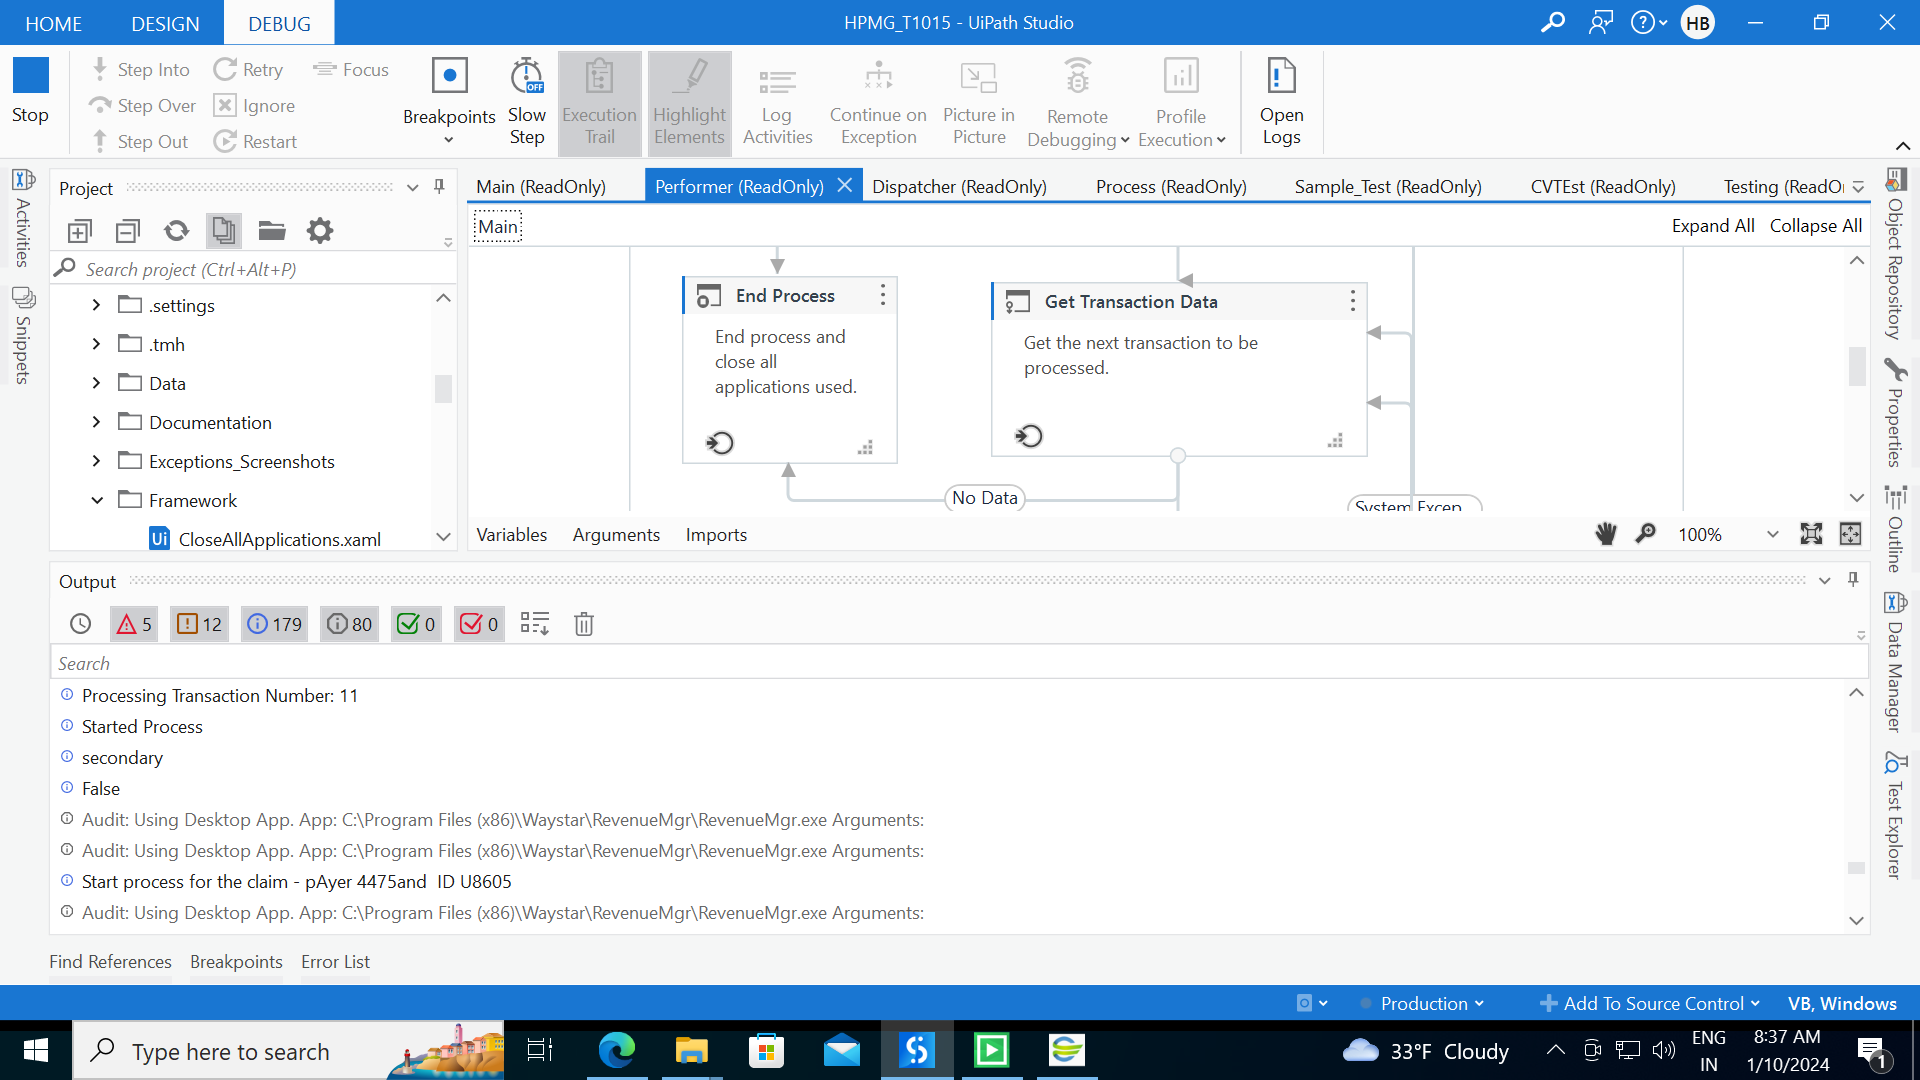 HOME DESIGN DEBUG HPMG_T1015 - UiPath Studio HB
Stop
Step Into
Step Over
Step Out
Retry
Ignore
Restart
Focus
Breakpoints
Slow Step
OFF
Execution Trail
Highlight Elements
Log Activities
Continue on Exception
Picture in Picture
Remote Debugging
Profile Execution
Open Logs
Activities
Snippets
Project
Search project (Ctrl+Alt+P)
.settings
.tmh
Data
Documentation
Exceptions_Screenshots
Framework
Ui CloseAllApplications.xaml
Main (ReadOnly) Performer (ReadOnly) Dispatcher (ReadOnly) Process (ReadOnly) Sample_Test (ReadOnly) CVTEst (ReadOnly) Testing (ReadO
Main Expand All Collapse All
End Process
End process and
close all
applications used.
Get Transaction Data
Get the next transaction to be
processed.
No Data
System Excep...
Variables Arguments Imports 100%
Object Repository
Properties
Outline
Data Manager
Test Explorer
Output
5 12 179 80 0 0
Search
Processing Transaction Number: 11
Started Process
secondary
False
Audit: Using Desktop App. App: C:\Program Files (x86)\Waystar\RevenueMgr\RevenueMgr.exe Arguments:
Audit: Using Desktop App. App: C:\Program Files (x86)\Waystar\RevenueMgr\RevenueMgr.exe Arguments:
Start process for the claim - pAyer 4475and  ID U8605
Audit: Using Desktop App. App: C:\Program Files (x86)\Waystar\RevenueMgr\RevenueMgr.exe Arguments:
Find References Breakpoints Error List
Production Add To Source Control VB, Windows
Type here to search
33°F Cloudy
ENG
IN
8:37 AM
1/10/2024
1